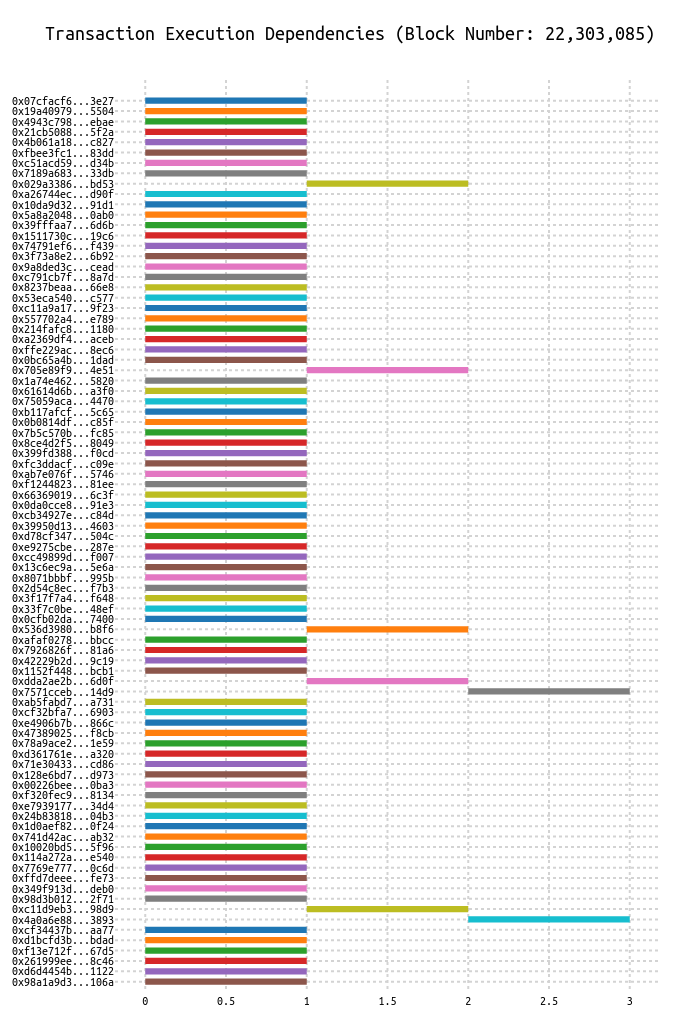 Transaction Execution Dependencies (Block Number: 22,303,085)
0x07cfacf6...3e27
0x19a40979...5504
0x4943c798...ebae
0x21cb5088...5f2a
0x4b061a18...c827
0xfbee3fc1...83dd
0xc51acd59...d34b
0x7189a683...33db
0x029a3386...bd53
0xa26744ec...d90f
0x10da9d32...91d1
0x5a8a2048...0ab0
0x39fffaa7...6d6b
0x1511730c...19c6
0x74791ef6...f439
0x3f73a8e2...6b92
0x9a8ded3c...cead
0xc791cb7f...8a7d
0x8237beaa...66e8
0x53eca540...c577
0xc11a9a17...9f23
0x557702a4...e789
0x214fafc8...1180
0xa2369df4...aceb
0xffe229ac...8ec6
0x0bc65a4b...1dad
0x705e89f9...4e51
0x1a74e462...5820
0x61614d6b...a3f0
0x75059aca...4470
0xb117afcf...5c65
0x0b0814df...c85f
0x7b5c570b...fc85
0x8ce4d2f5...8049
0x399fd388...f0cd
0xfc3ddacf...c09e
0xab7e076f...5746
0xf1244823...81ee
0x66369019...6c3f
0x0da0cce8...91e3
0xcb34927e...c84d
0x39950d13...4603
0xd78cf347...504c
0xe9275cbe...287e
0xcc49899d...f007
0x13c6ec9a...5e6a
0x8071bbbf...995b
0x2d54c8ec...f7b3
0x3f17f7a4...f648
0x33f7c0be...48ef
0x0cfb02da...7400
0x536d3980...b8f6
0xafaf0278...bbcc
0x7926826f...81a6
0x42229b2d...9c19
0x1152f448...bcb1
0xdda2ae2b...6d0f
0x7571cceb...14d9
0xab5fabd7...a731
0xcf32bfa7...6903
0xe4906b7b...866c
0x47389025...f8cb
0x78a9ace2...1e59
0xd361761e...a320
0x71e30433...cd86
0x128e6bd7...d973
0x00226bee...0ba3
0xf320fec9...8134
0xe7939177...34d4
0x24b83818...04b3
0x1d0aef82...0f24
0x741d42ac...ab32
0x10020bd5...5f96
0x114a272a...e540
0x7769e777...0c6d
0xffd7deee...fe73
0x349f913d...deb0
0x98d3b012...2f71
0xc11d9eb3...98d9
0x4a0a6e88...3893
0xcf34437b...aa77
0xd1bcfd3b...bdad
0xf13e712f...67d5
0x261999ee...8c46
0xd6d4454b...1122
0x98a1a9d3...106a
0 0.5 1 1.5 2 2.5 3